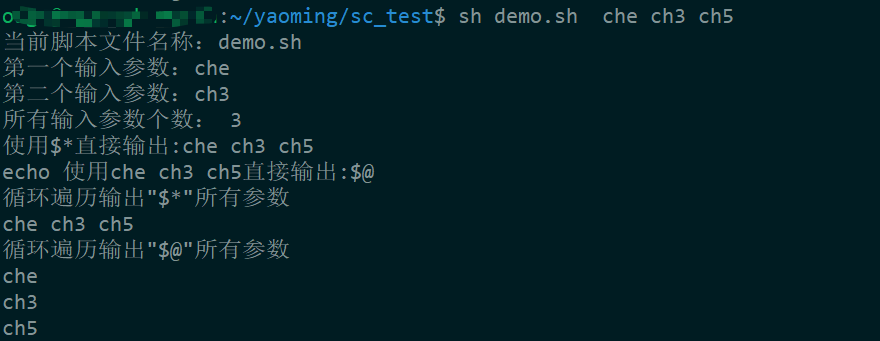 :~/yaoming/sc_test$ sh demo.sh  che ch3 ch5
当前脚本文件名称：demo.sh
第一个输入参数：che
第二个输入参数：ch3
所有输入参数个数： 3
使用$*直接输出:che ch3 ch5
echo 使用che ch3 ch5直接输出:$@
循环遍历输出"$*"所有参数
che ch3 ch5
循环遍历输出"$@"所有参数
che
ch3
ch5